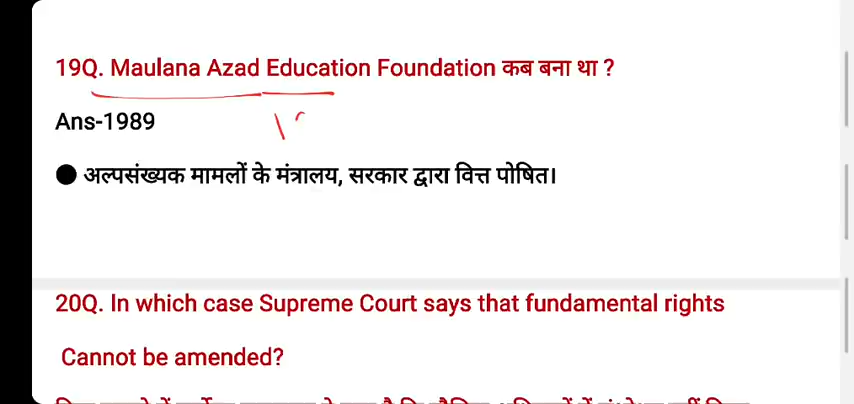 19Q. Maulana Azad Education Foundation कब बना था ?
Ans-1989
● अल्पसंख्यक मामलों के मंत्रालय, सरकार द्वारा वित्त पोषित।
20Q. In which case Supreme Court says that fundamental rights
Cannot be amended?